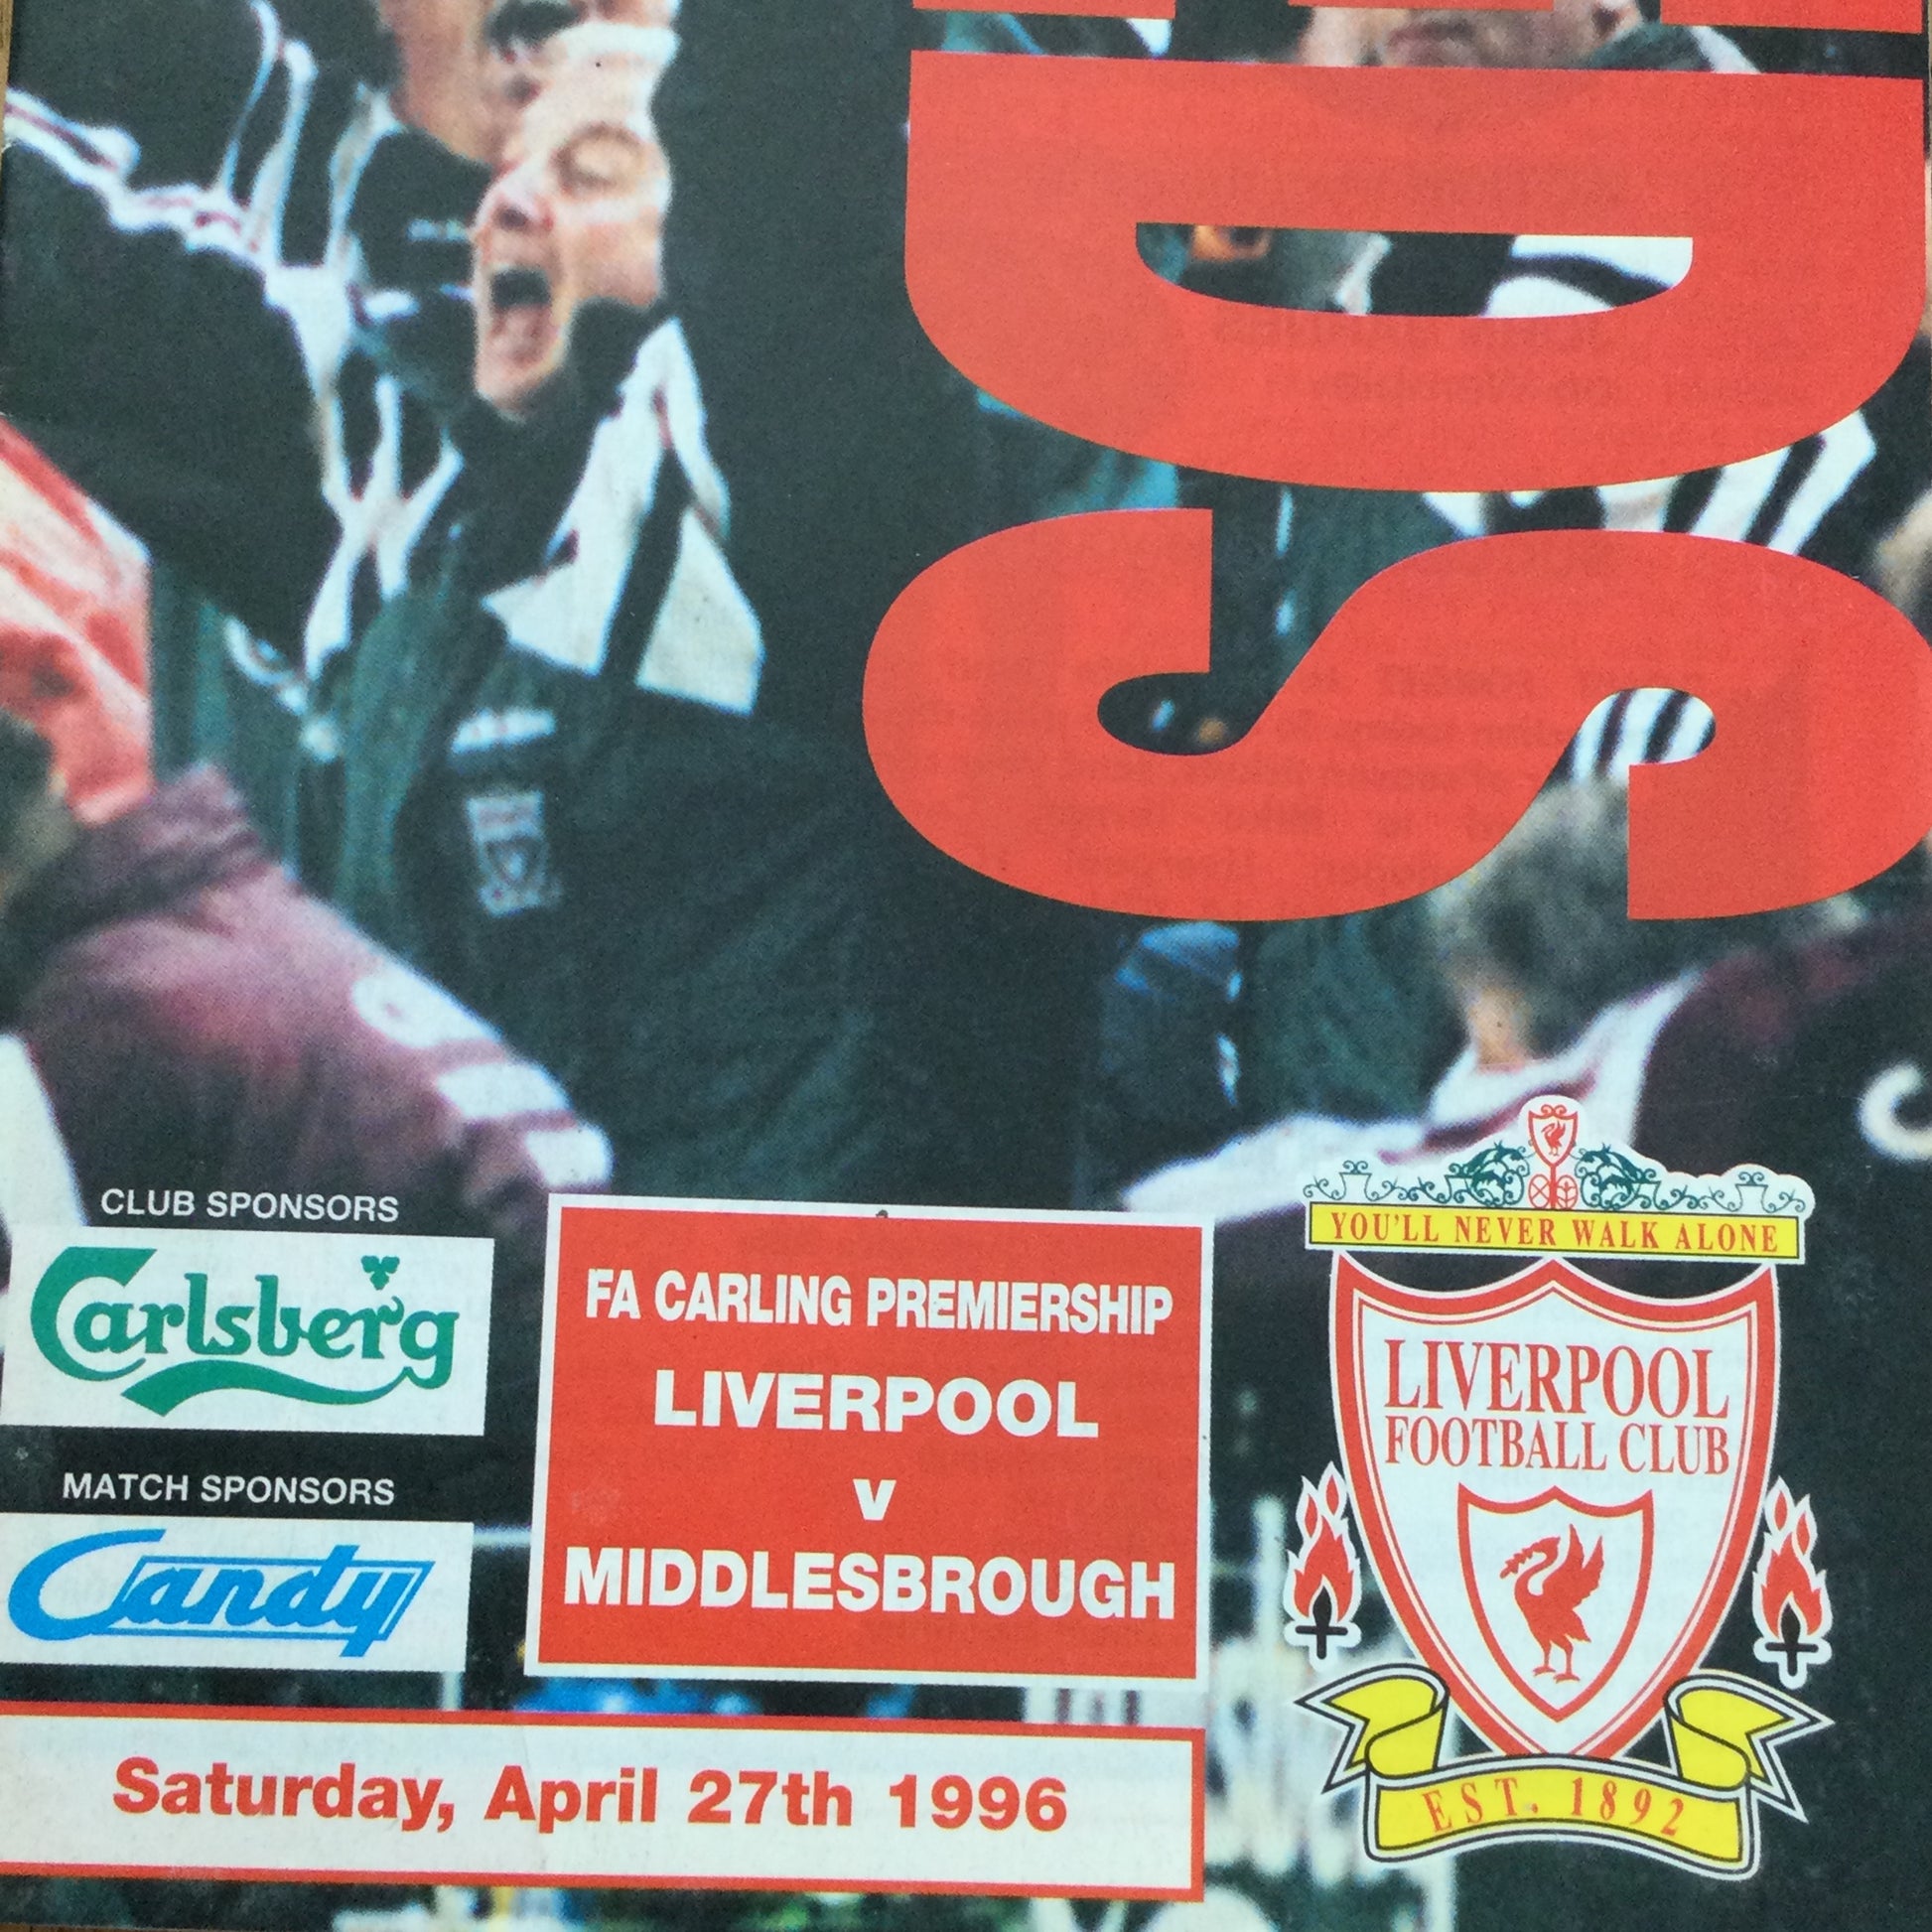 DS
CLUB SPONSORS
Carlsberg
MATCH SPONSORS
Candy
FA CARLING PREMIERSHIP
LIVERPOOL
v
MIDDLESBROUGH
Saturday, April 27th 1996
YOU'LL NEVER WALK ALONE
LIVERPOOL
FOOTBALL CLUB
EST. 1892